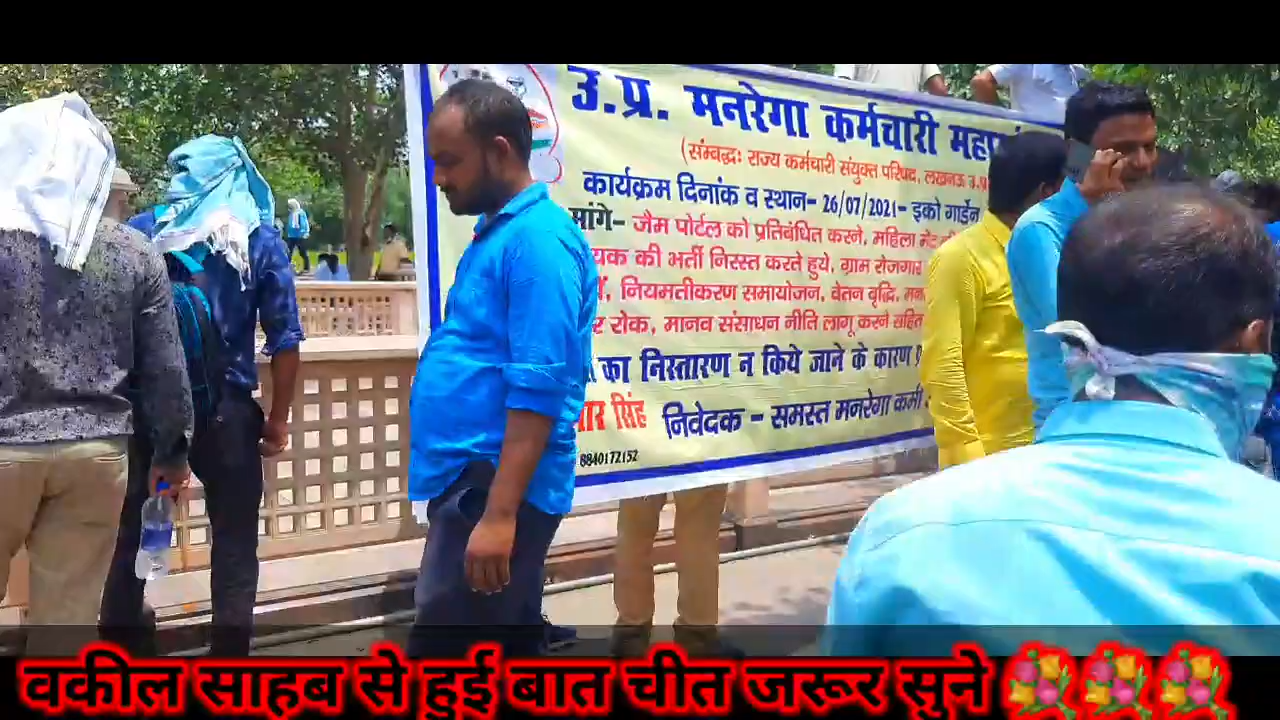 उ.प्र. मनरेगा कर्मचारी
(सम्बद्धः राज्य कर्मचारी संयुक्त परिषद, लखनऊ उ.प्र
कार्यक्रम दिनांक व स्थान- 26/07/2021- इको गार्डेन
मांगे- जैम पोर्टल को प्रतिबंधित करने, महिला मेट
की भर्ती निरस्त करते हुये, ग्राम रोजगार
नियमतीकरण समायोजन, वेतन वृद्धि,
रोक, मानव संसाधन नीति लागू करने सहित
का निस्तारण न किये जाने के कारण
सिंह निवेदक - समस्त मनरेगा कर्मी
8840172152
वकील साहब से हुई बात चीत जरूर सुने 💐💐💐